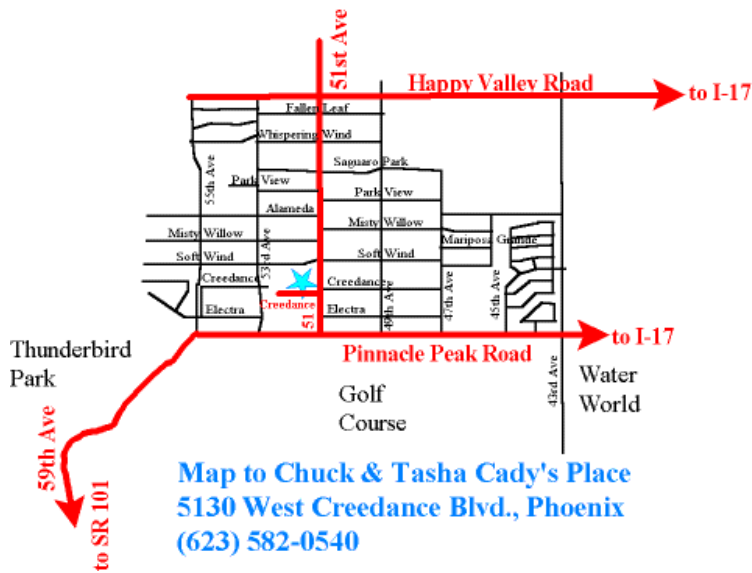 51st Ave
Happy Valley Road
to I-17
Fallen Leaf
Whispering Wind
Saguaro Park
55th Ave
Park View
Park View
Alameda
Misty Willow
Misty Willow
53rd Ave
Mariposa Grande
Soft Wind
Soft Wind
Creedance
Creedance
Creedance
51
49th Ave
47th Ave
45th Ave
Electra
Electra
to I-17
Pinnacle Peak Road
43rd Ave
Thunderbird
Park
Golf
Course
Water
World
59th Ave
to SR 101
Map to Chuck & Tasha Cady's Place
5130 West Creedance Blvd., Phoenix
(623) 582-0540